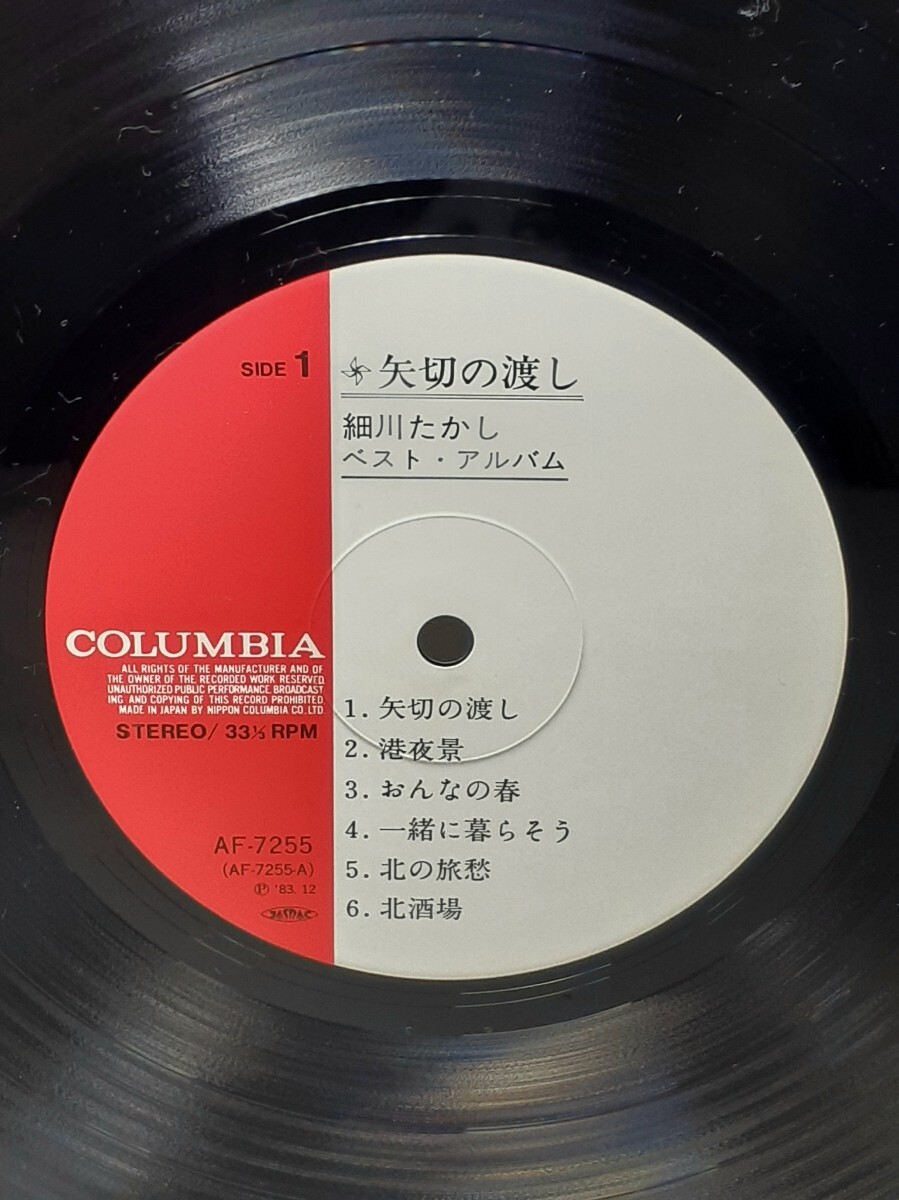 SIDE 1
矢切の渡し
細川たかし
ベスト・アルバム
COLUMBIA
ALL RIGHTS OF THE MANUFACTURER AND OF
THE OWNER OF THE RECORDED WORK RESERVED.
UNAUTHORIZED PUBLIC PERFORMANCE. BROADCAST
ING AND COPYING OF THIS RECORD PROHIBITED.
MADE IN JAPAN BY NIPPON COLUMBIA CO. LTD.
STEREO/ 33⅓ RPM
AF-7255
(AF-7255-A)
Ⓟ '83. 12
JASRAC
1. 矢切の渡し
2. 港夜景
3. おんなの春
4. 一緒に暮らそう
5. 北の旅愁
6. 北酒場